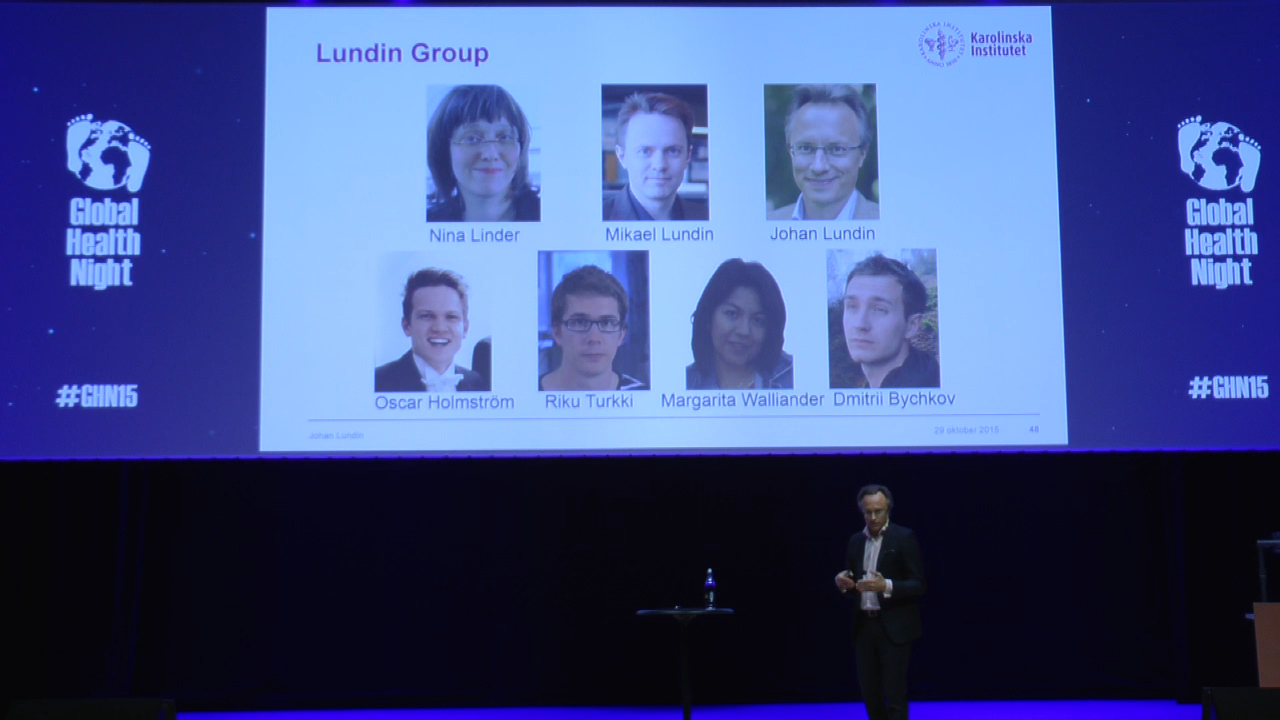 Lundin Group
Karolinska
Institutet
Nina Linder
Mikael Lundin
Johan Lundin
Oscar Holmström
Riku Turkki
Margarita Walliander
Dmitrii Bychkov
Johan Lundin
29 oktober 2015
48
Global
Health
Night
#GHN15
Global
Health
Night
#GHN15